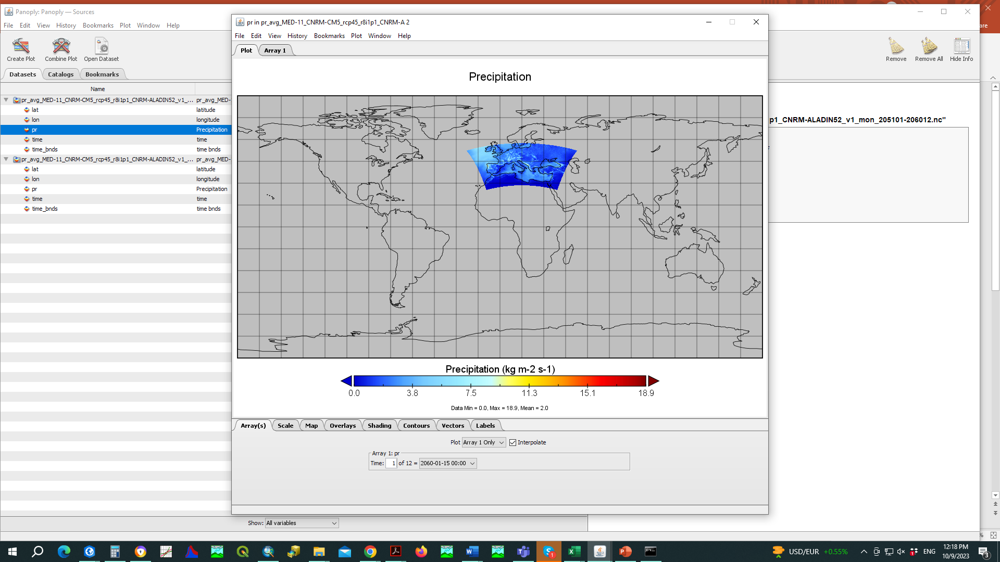 Panoply: Panoply — Sources
File Edit View History Bookmarks Plot Window Help
Create Plot
Combine Plot
Open Dataset
Remove
Remove All
Hide Info
Datasets
Catalogs
Bookmarks
Name
pr_avg_MED-11_CNRM-CM5_rcp45_r8i1p1_CNRM-ALADIN52_v1_... pr_avg_MED-
lat latitude
lon longitude
pr Precipitation
time time
time_bnds time bnds
pr_avg_MED-11_CNRM-CM5_rcp45_r8i1p1_CNRM-ALADIN52_v1_... pr_avg_MED-
lat latitude
lon longitude
pr Precipitation
time time
time_bnds time bnds
Show: All variables
are
p1_CNRM-ALADIN52_v1_mon_205101-206012.nc"
%
pr in pr_avg_MED-11_CNRM-CM5_rcp45_r8i1p1_CNRM-A 2
File Edit View History Bookmarks Plot Window Help
Plot
Array 1
Precipitation
Precipitation (kg m-2 s-1)
0.0 3.8 7.5 11.3 15.1 18.9
Data Min = 0.0, Max = 18.9, Mean = 2.0
Array(s) Scale Map Overlays Shading Contours Vectors Labels
Plot Array 1 Only Interpolate
Array 1: pr
Time: 1 of 12 = 2060-01-15 00:00
USD/EUR +0.55%
ENG
12:18 PM
10/9/2023
3